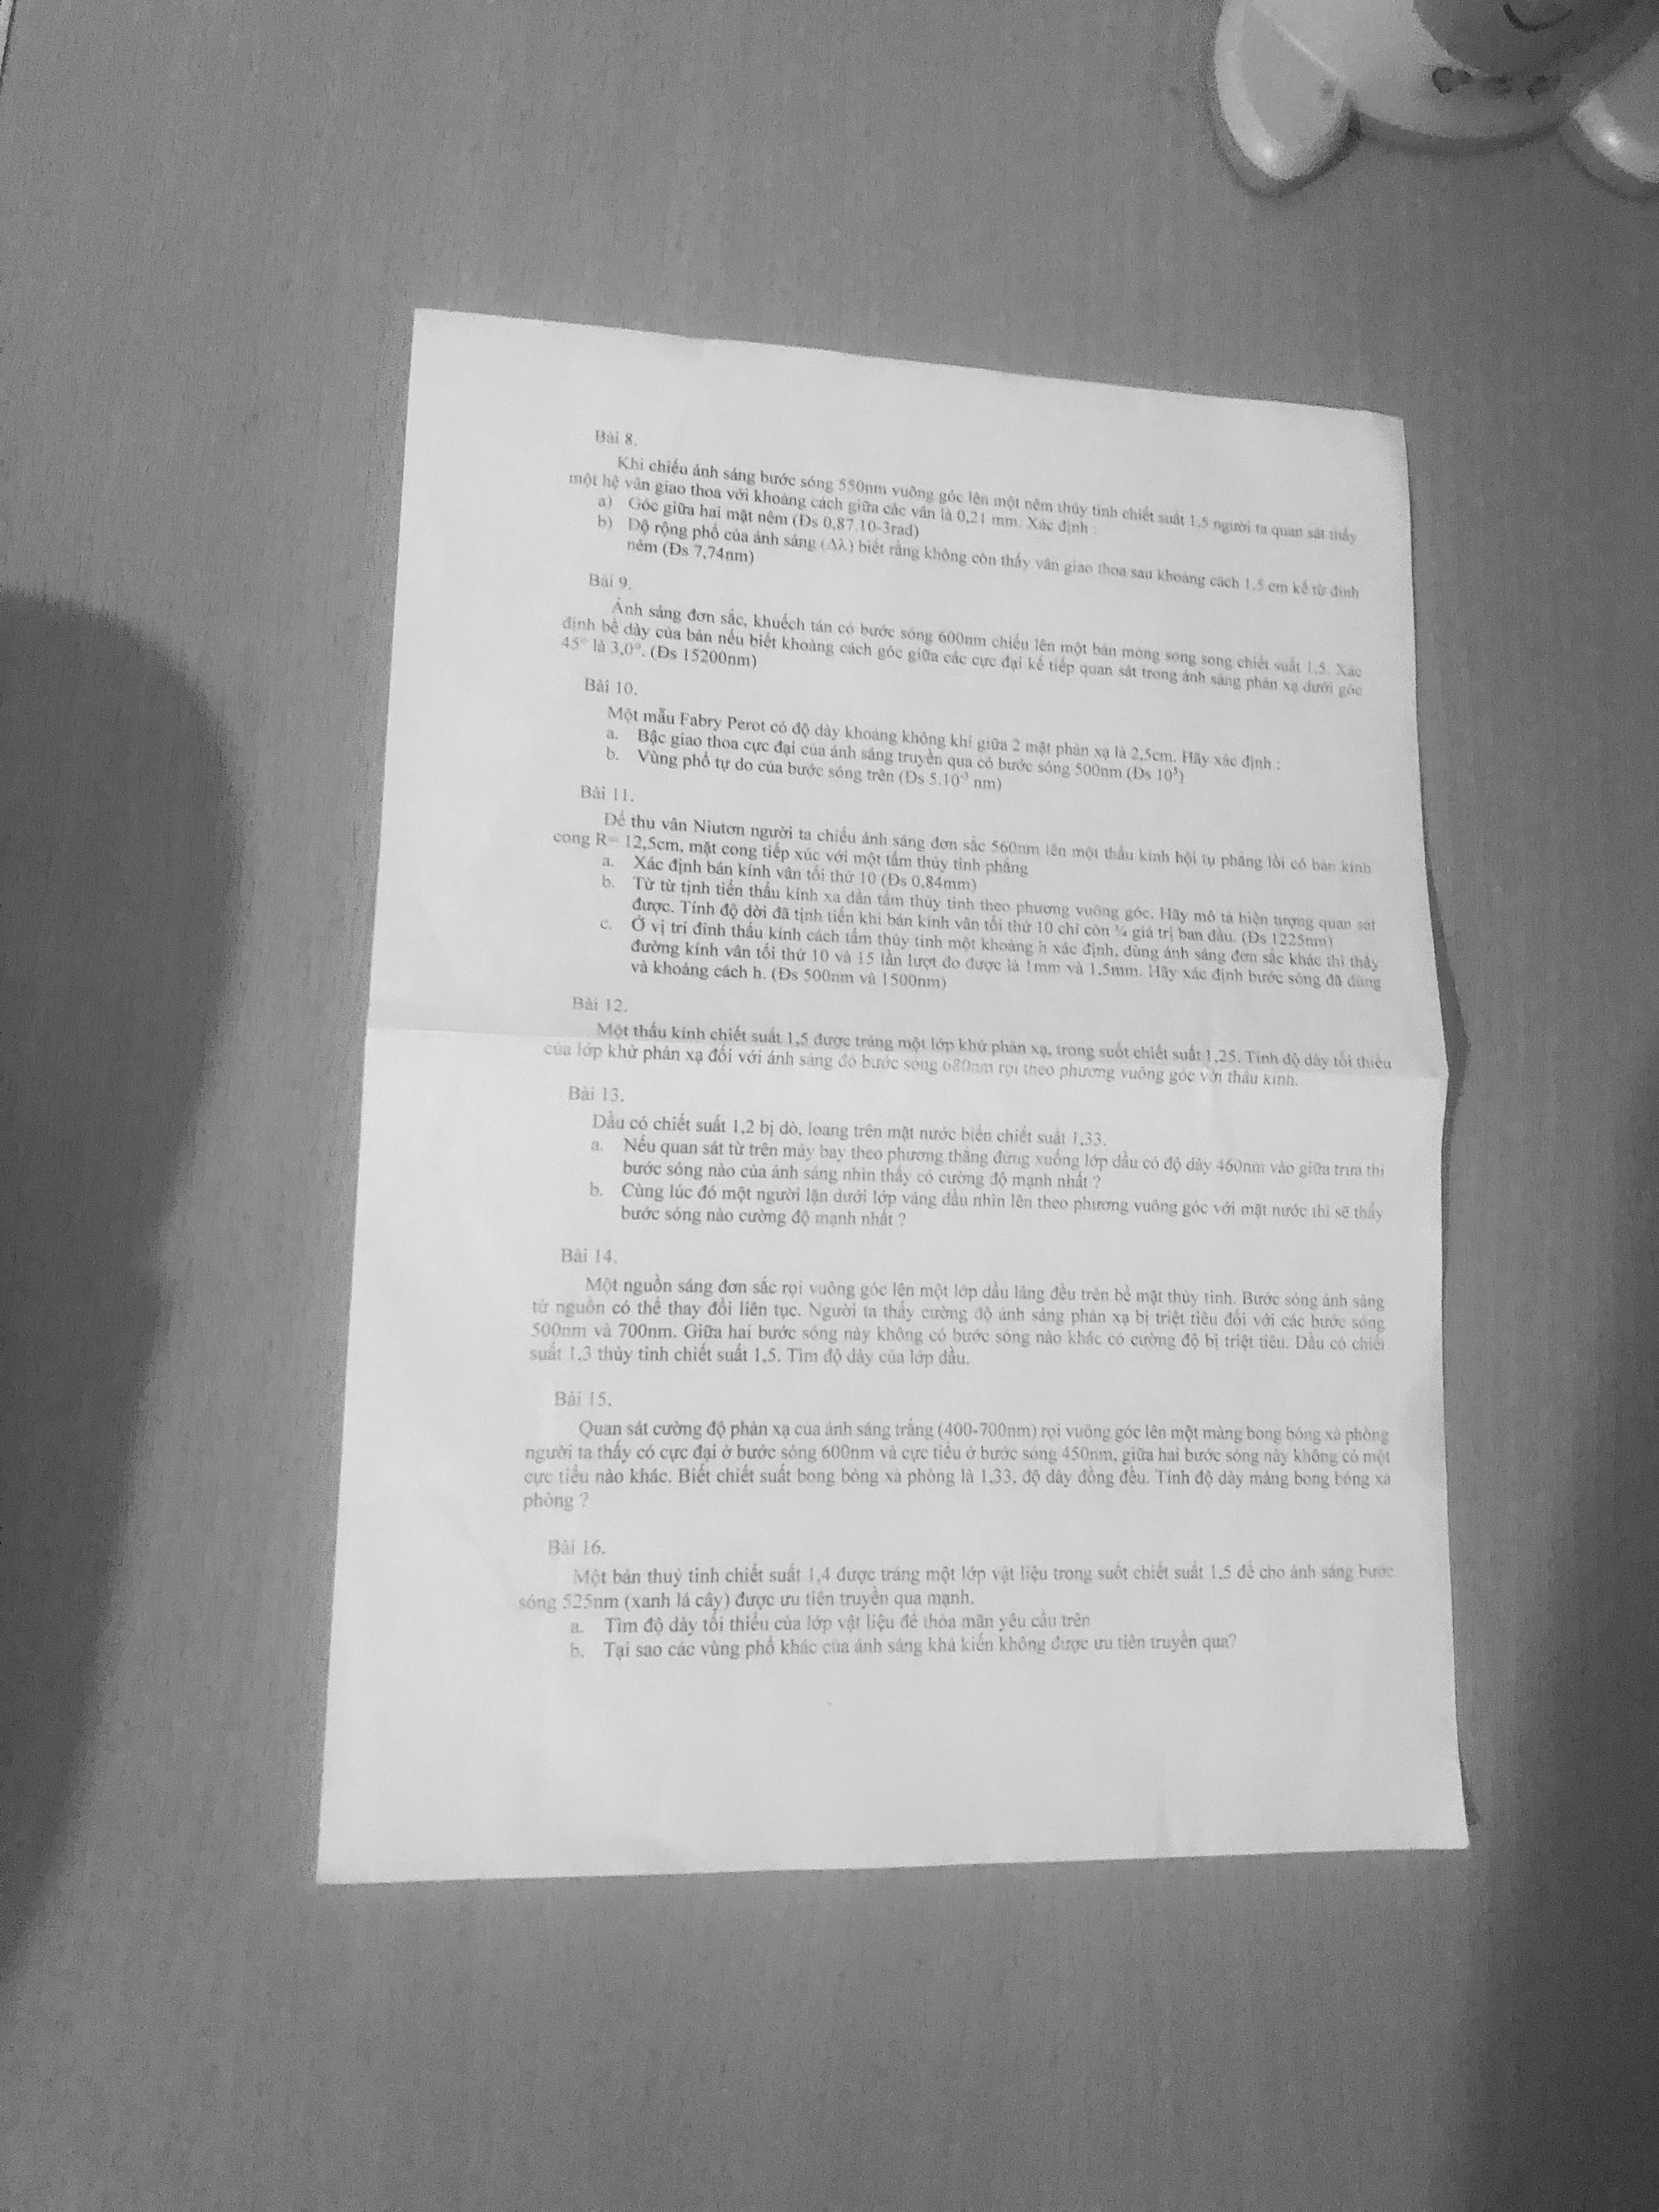 Bài 8.
Khi chiếu ánh sáng bước sóng 550nm vuông góc lên một nêm thủy tinh chiết suất 1,5 người ta quan sát thấy
một hệ vân giao thoa với khoảng cách giữa các vân là 0,21 mm. Xác định :
a) Góc giữa hai mặt nêm (Đs 0,87.10-3rad)
b) Độ rộng phổ của ánh sáng (Δλ) biết rằng không còn thấy vân giao thoa sau khoảng cách 1,5 cm kể từ đỉnh
nêm (Đs 7,74nm)
Bài 9.
Ánh sáng đơn sắc, khuếch tán có bước sóng 600nm chiếu lên một bản mỏng song song chiết suất 1.5. Xác
định bề dày của bản nếu biết khoảng cách góc giữa các cực đại kế tiếp quan sát trong ánh sáng phản xạ dưới góc
45° là 3,0°. (Đs 15200nm)
Bài 10.
Một mẫu Fabry Perot có độ dày khoảng không khí giữa 2 mặt phản xạ là 2,5cm. Hãy xác định :
a. Bậc giao thoa cực đại của ánh sáng truyền qua có bước sóng 500nm (Đs 10⁵)
b. Vùng phổ tự do của bước sóng trên (Đs 5.10⁻³ nm)
Bài 11.
Để thu vân Niutơn người ta chiếu ánh sáng đơn sắc 560nm lên một thấu kính hội tụ phẳng lồi có bán kính
cong R= 12,5cm, mặt cong tiếp xúc với một tấm thủy tinh phẳng
a. Xác định bán kính vân tối thứ 10 (Đs 0,84mm)
b. Từ từ tịnh tiến thấu kính xa dần tấm thủy tinh theo phương vuông góc. Hãy mô tả hiện tượng quan sát
được. Tính độ dời đã tịnh tiến khi bán kính vân tối thứ 10 chỉ còn ¾ giá trị ban đầu. (Đs 1225nm)
c. Ở vị trí đỉnh thấu kính cách tấm thủy tinh một khoảng h xác định, dùng ánh sáng đơn sắc khác thì thấy
đường kính vân tối thứ 10 và 15 lần lượt đo được là 1mm và 1.5mm. Hãy xác định bước sóng đã dùng
và khoảng cách h. (Đs 500nm và 1500nm)
Bài 12.
Một thấu kính chiết suất 1,5 được tráng một lớp khử phản xạ, trong suốt chiết suất 1,25. Tính độ dày tối thiểu
của lớp khử phản xạ đối với ánh sáng đỏ bước sóng 680nm rọi theo phương vuông góc với thấu kính.
Bài 13.
Dầu có chiết suất 1,2 bị dò, loang trên mặt nước biển chiết suất 1,33.
a. Nếu quan sát từ trên máy bay theo phương thẳng đứng xuống lớp dầu có độ dày 460nm vào giữa trưa thì
bước sóng nào của ánh sáng nhìn thấy có cường độ mạnh nhất ?
b. Cùng lúc đó một người lặn dưới lớp váng dầu nhìn lên theo phương vuông góc với mặt nước thì sẽ thấy
bước sóng nào cường độ mạnh nhất ?
Bài 14.
Một nguồn sáng đơn sắc rọi vuông góc lên một lớp dầu láng đều trên bề mặt thủy tinh. Bước sóng ánh sáng
từ nguồn có thể thay đổi liên tục. Người ta thấy cường độ ánh sáng phản xạ bị triệt tiêu đối với các bước sóng
500nm và 700nm. Giữa hai bước sóng này không có bước sóng nào khác có cường độ bị triệt tiêu. Dầu có chiết
suất 1.3 thủy tinh chiết suất 1,5. Tìm độ dày của lớp dầu.
Bài 15.
Quan sát cường độ phản xạ của ánh sáng trắng (400-700nm) rọi vuông góc lên một màng bong bóng xà phòng
người ta thấy có cực đại ở bước sóng 600nm và cực tiểu ở bước sóng 450nm, giữa hai bước sóng này không có một
cực tiểu nào khác. Biết chiết suất bong bóng xà phòng là 1,33, độ dày đồng đều. Tính độ dày màng bong bóng xà
phòng ?
Bài 16.
Một bản thuỷ tinh chiết suất 1,4 được tráng một lớp vật liệu trong suốt chiết suất 1,5 để cho ánh sáng bước
sóng 525nm (xanh lá cây) được ưu tiên truyền qua mạnh.
a. Tìm độ dày tối thiểu của lớp vật liệu để thỏa mãn yêu cầu trên
b. Tại sao các vùng phổ khác của ánh sáng khả kiến không được ưu tiên truyền qua?